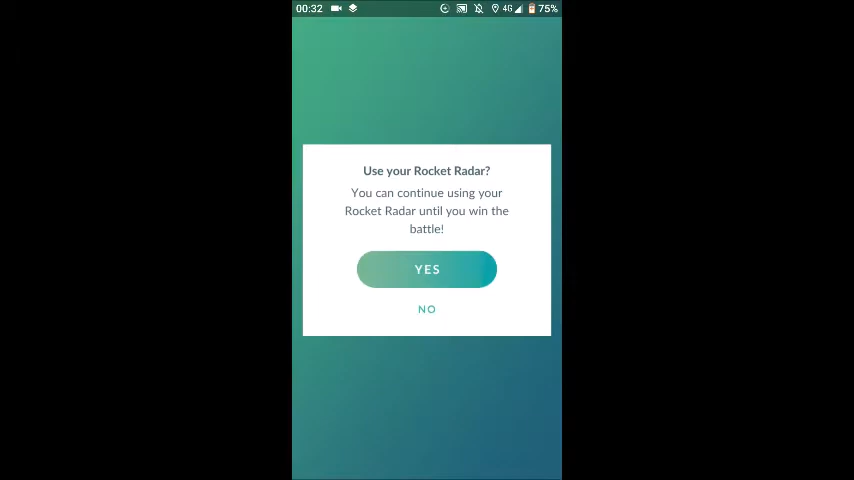 00:32 4G 75%
Use your Rocket Radar?
You can continue using your
Rocket Radar until you win the
battle!
YES
NO